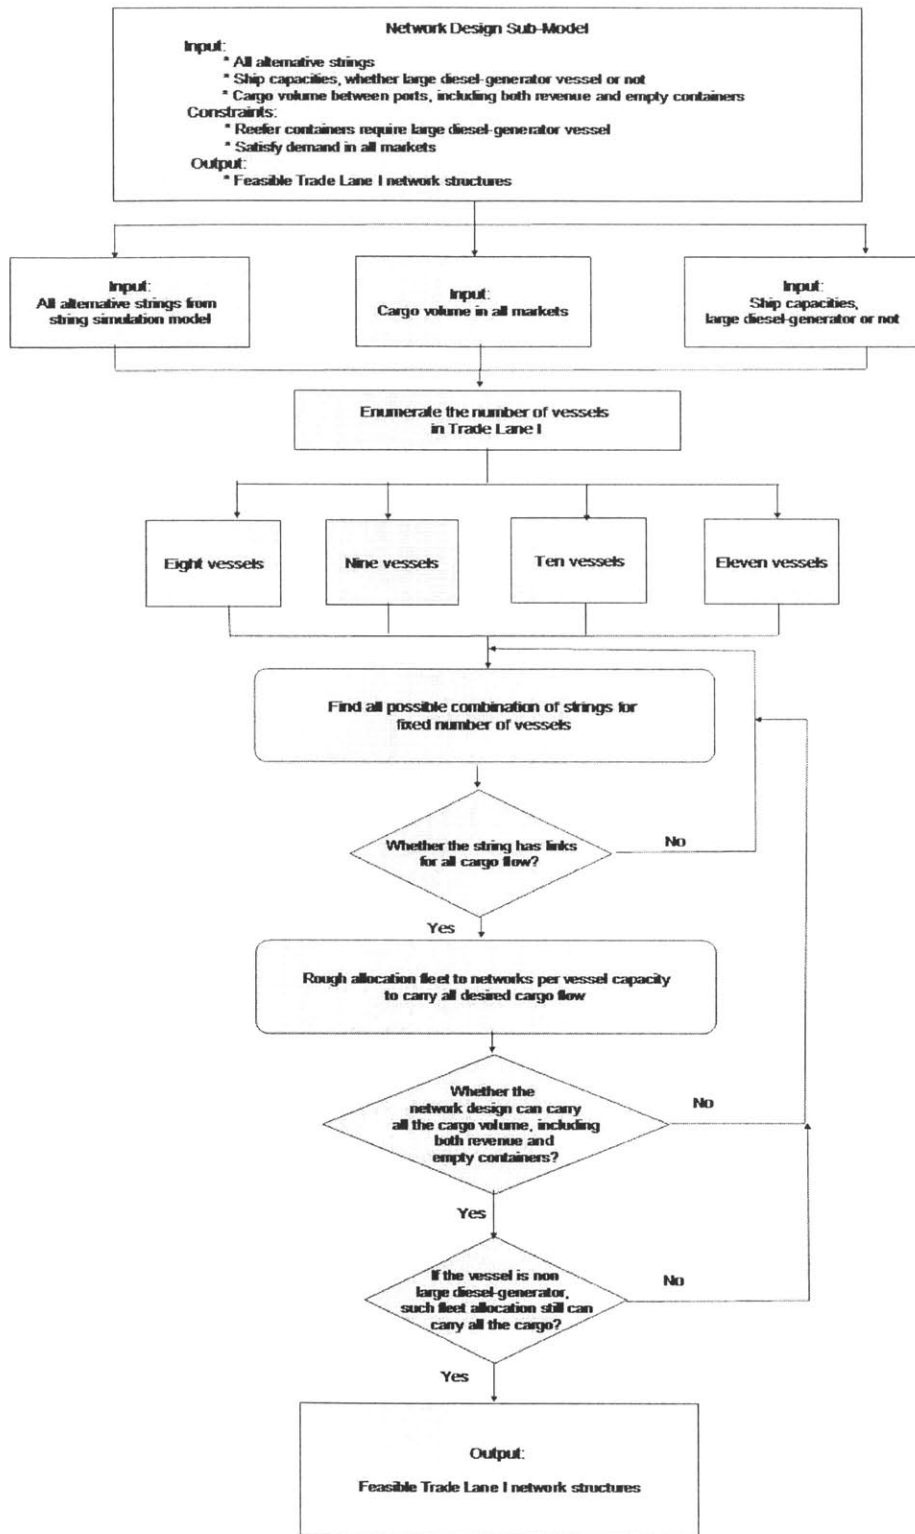 Network Design Sub-Model
Input:
* All alternative strings
* Ship capacities, whether large diesel-generator vessel or not
* Cargo volume between ports, including both revenue and empty containers
Constraints:
* Reefer containers require large diesel-generator vessel
* Satisfy demand in all markets
Output:
* Feasible Trade Lane I network structures
Input:
All alternative strings from
string simulation model
Input:
Cargo volume in all markets
Input:
Ship capacities,
large diesel-generator or not
Enumerate the number of vessels
in Trade Lane I
Eight vessels
Nine vessels
Ten vessels
Eleven vessels
Find all possible combination of strings for
fixed number of vessels
Whether the string has links
for all cargo flow?
No
Yes
Rough allocation fleet to networks per vessel capacity
to carry all desired cargo flow
Whether the
network design can carry
all the cargo volume, including
both revenue and
empty containers?
No
Yes
If the vessel is non
large diesel-generator,
such fleet allocation still can
carry all the cargo?
No
Yes
Output:
Feasible Trade Lane I network structures